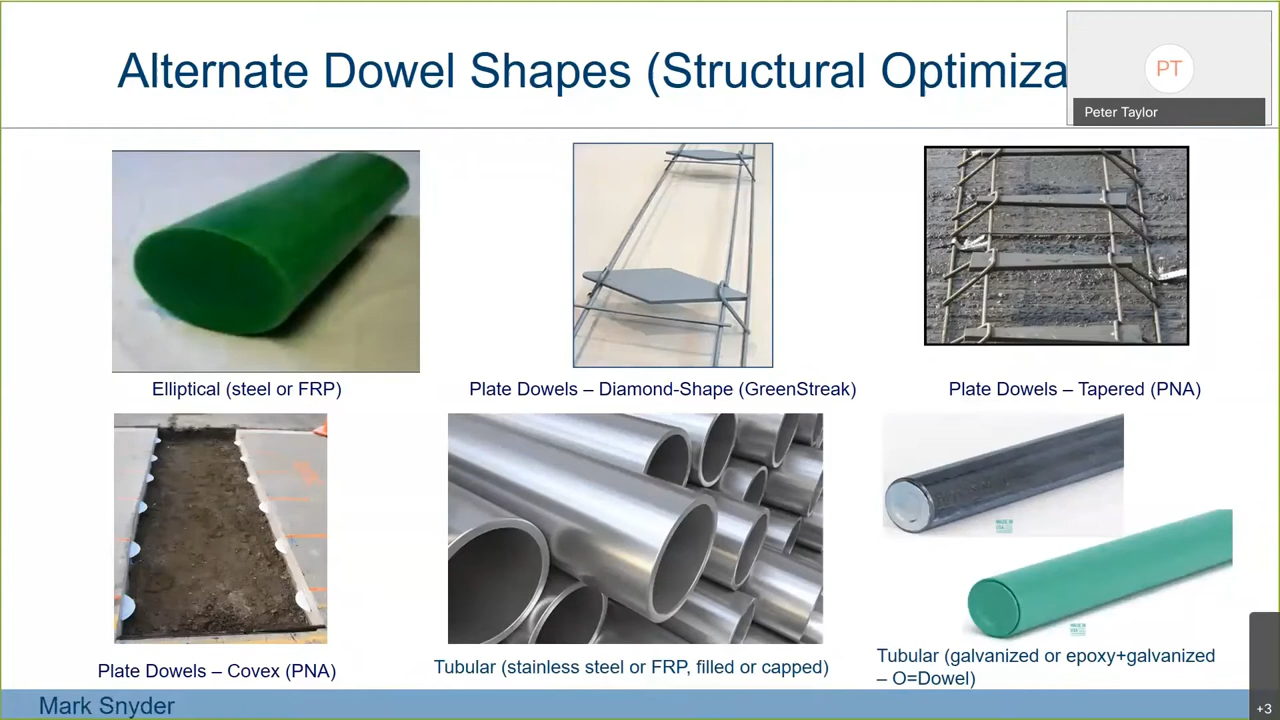 Alternate Dowel Shapes (Structural Optimiza
PT
Peter Taylor
Elliptical (steel or FRP)
Plate Dowels – Diamond-Shape (GreenStreak)
Plate Dowels – Tapered (PNA)
Plate Dowels – Covex (PNA)
Tubular (stainless steel or FRP, filled or capped)
Tubular (galvanized or epoxy+galvanized
– O=Dowel)
Mark Snyder
+3